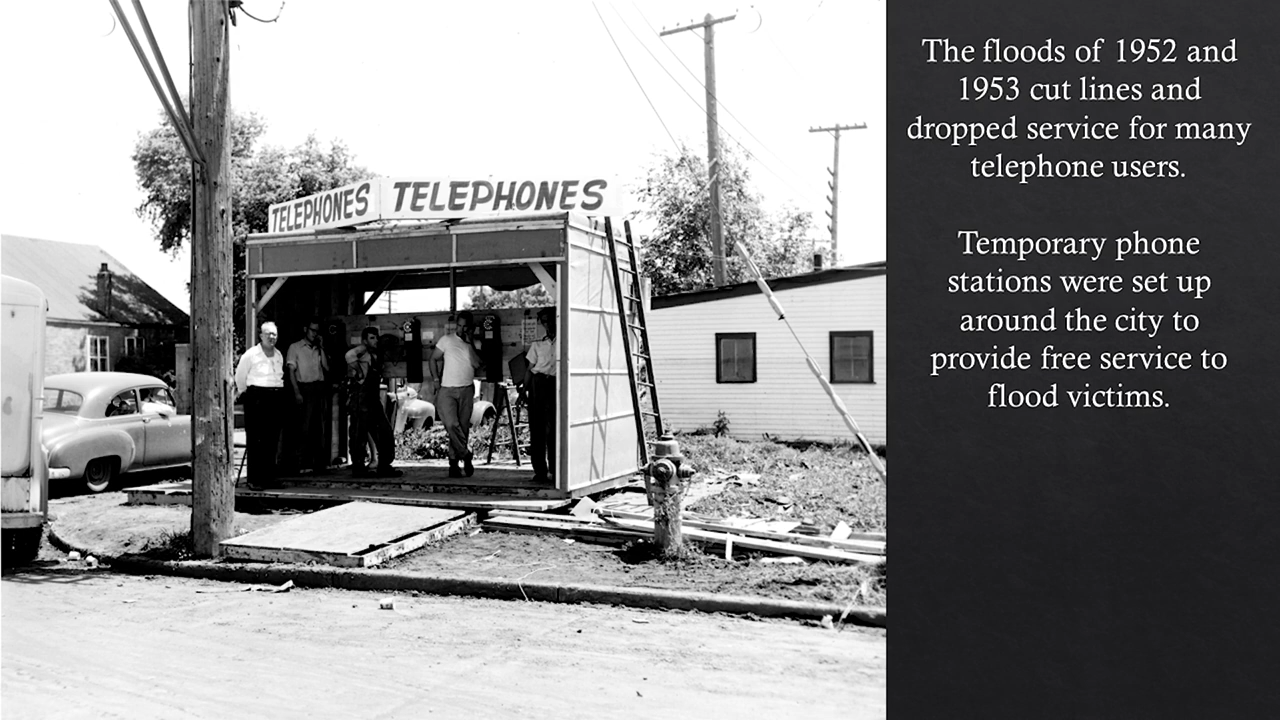 TELEPHONES TELEPHONES
The floods of 1952 and
1953 cut lines and
dropped service for many
telephone users.
Temporary phone
stations were set up
around the city to
provide free service to
flood victims.